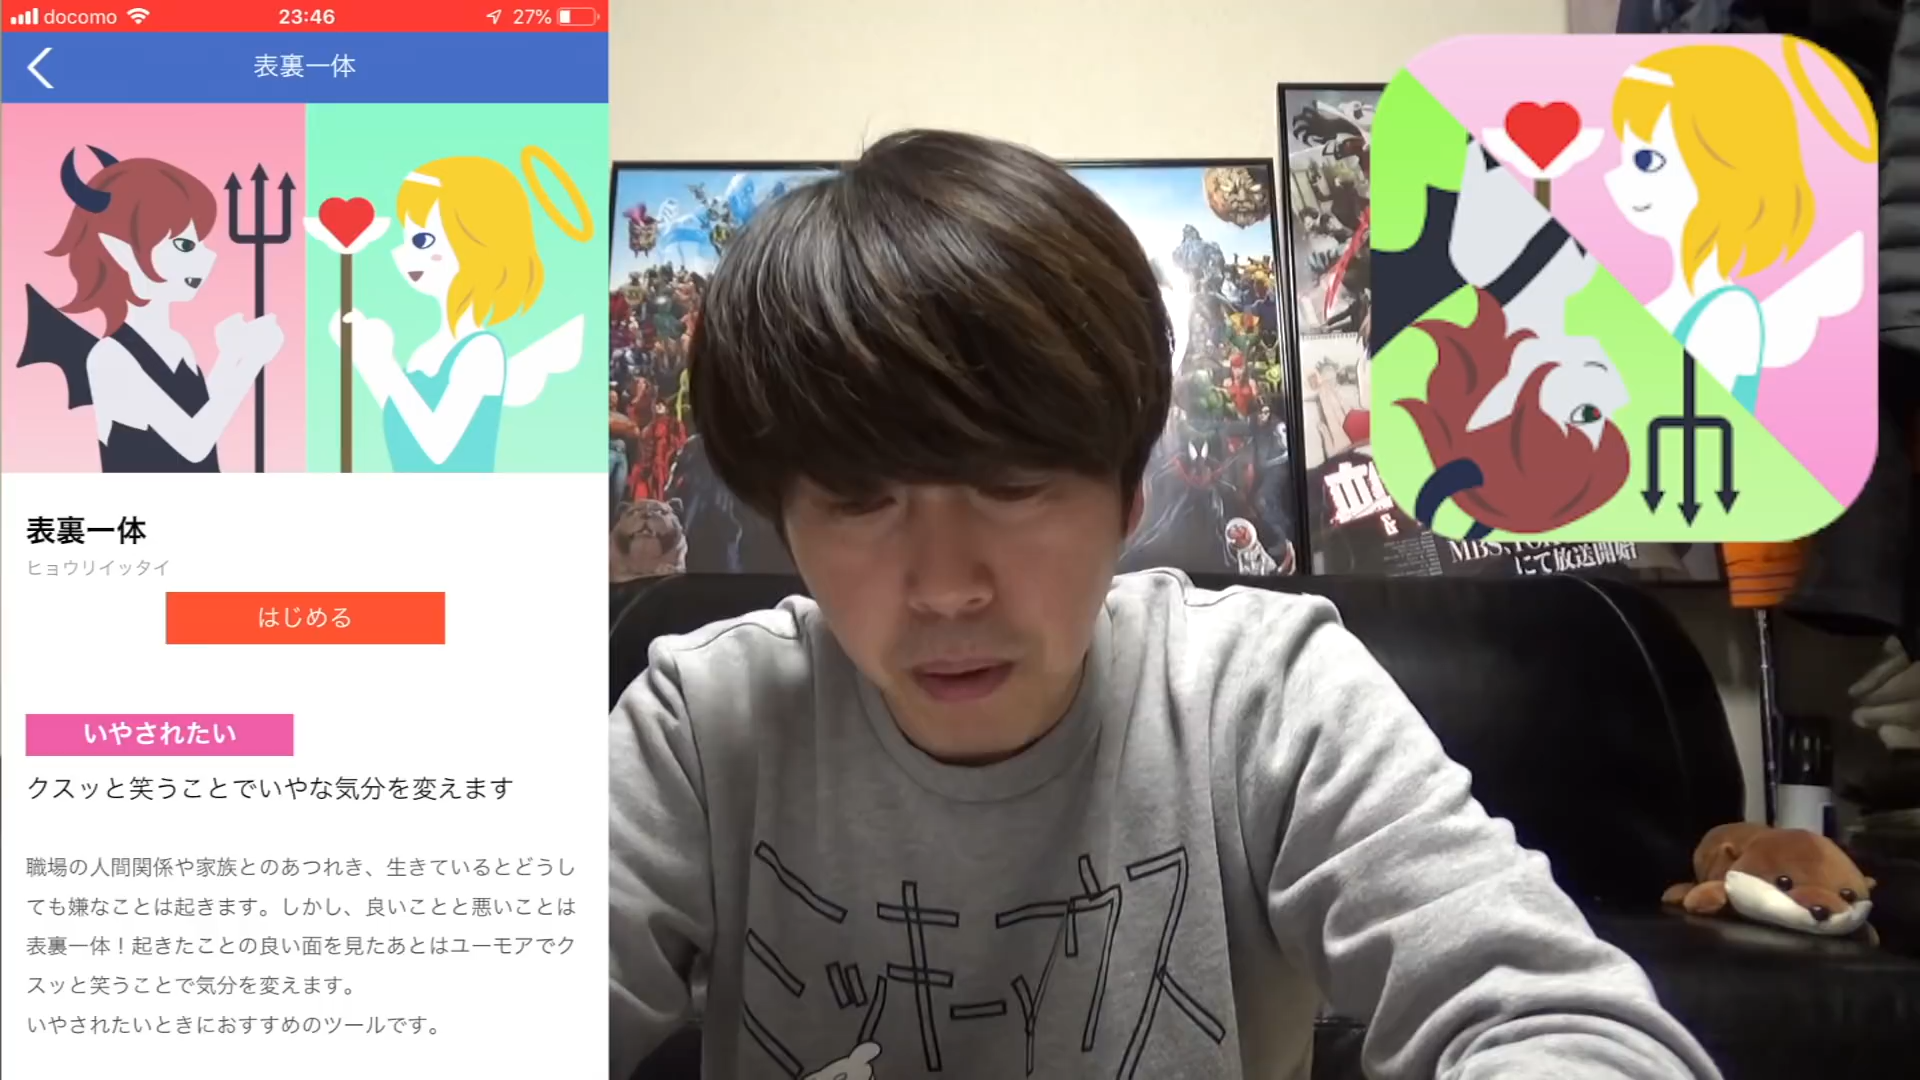 docomo 23:46 27%
表裏一体
表裏一体
ヒョウリイッタイ
はじめる
いやされたい
クスッと笑うことでいやな気分を変えます
職場の人間関係や家族とのあつれき、生きているとどうし
ても嫌なことは起きます。しかし、良いことと悪いことは
表裏一体！起きたことの良い面を見たあとはユーモアでク
スッと笑うことで気分を変えます。
いやされたいときにおすすめのツールです。
&
MBS,
にて放送開始
ミッキーマウス